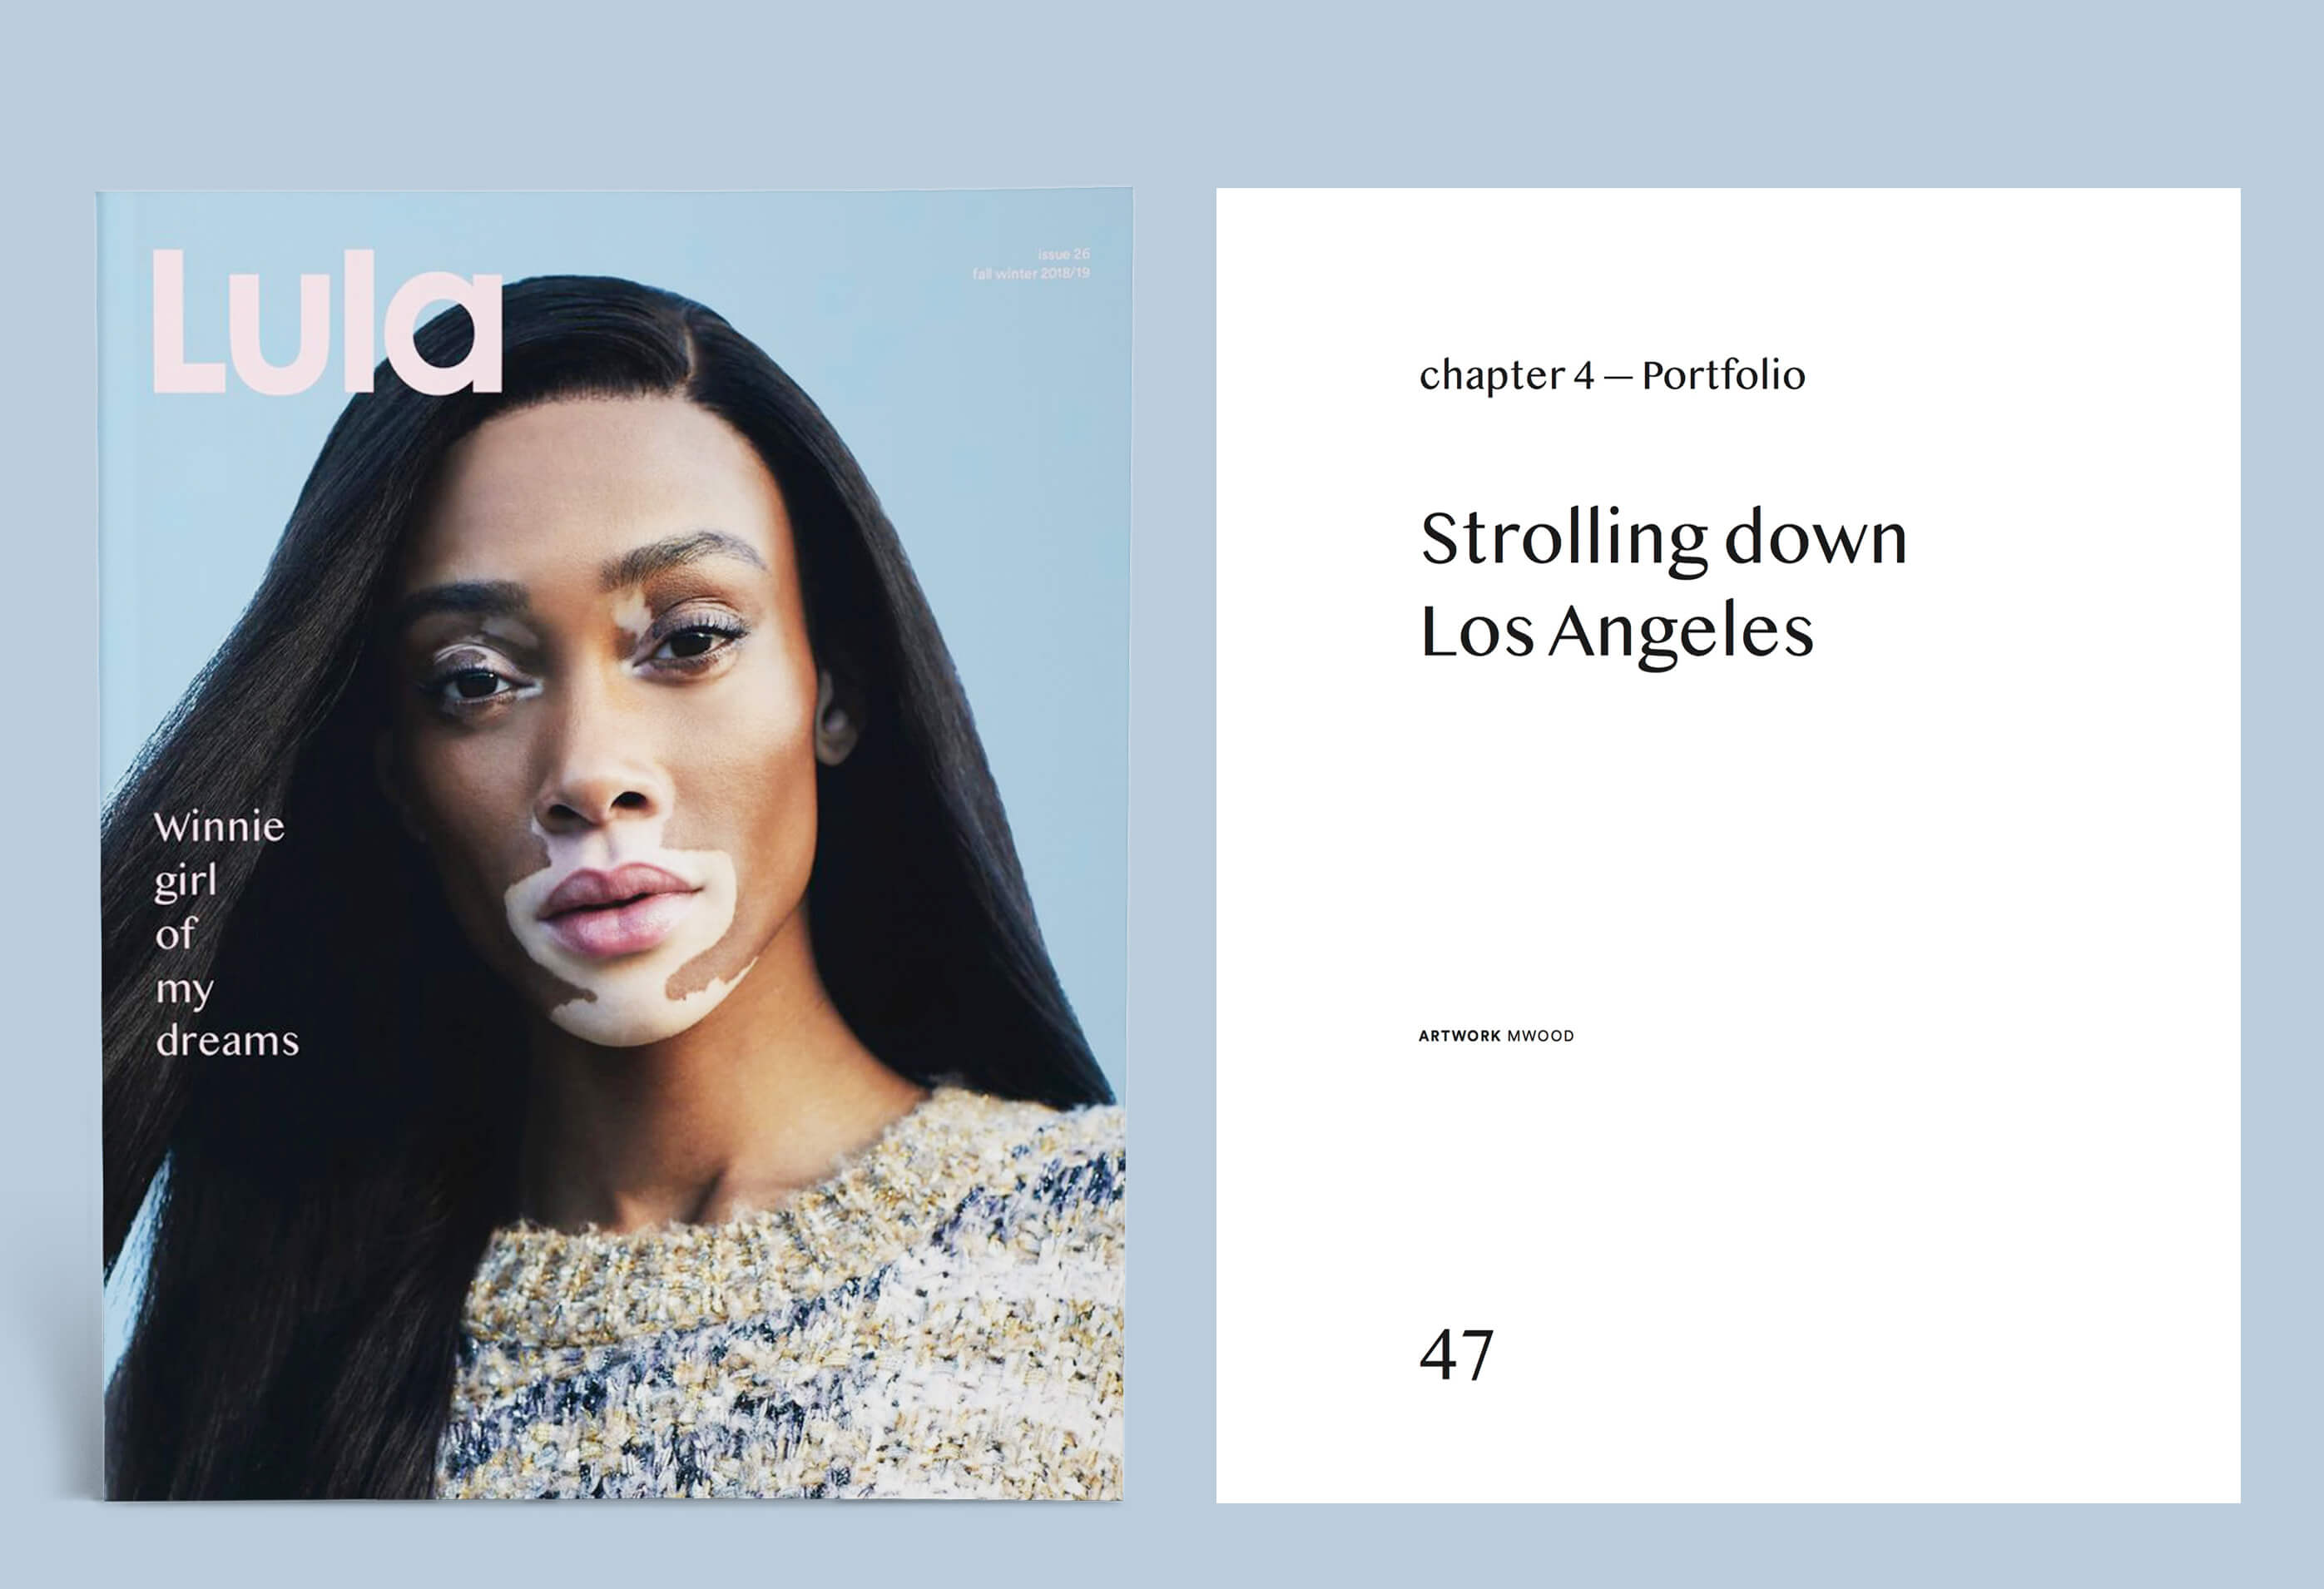 Lula
issue 26
fall winter 2018/19
Winnie
girl
of
my
dreams
chapter 4 — Portfolio
Strolling down
Los Angeles
ARTWORK MWOOD
47